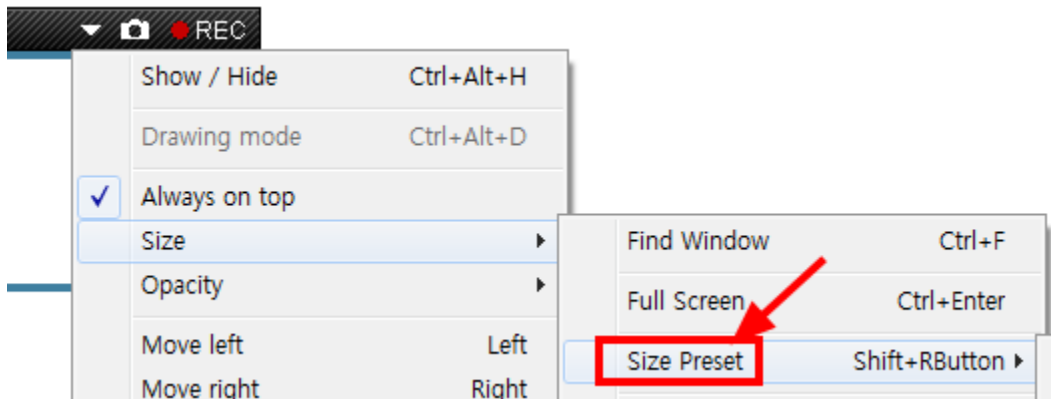 REC
Show / Hide Ctrl+Alt+H
Drawing mode Ctrl+Alt+D
Always on top
Size
Opacity
Move left Left
Move right Right
Find Window Ctrl+F
Full Screen Ctrl+Enter
Size Preset Shift+RButton